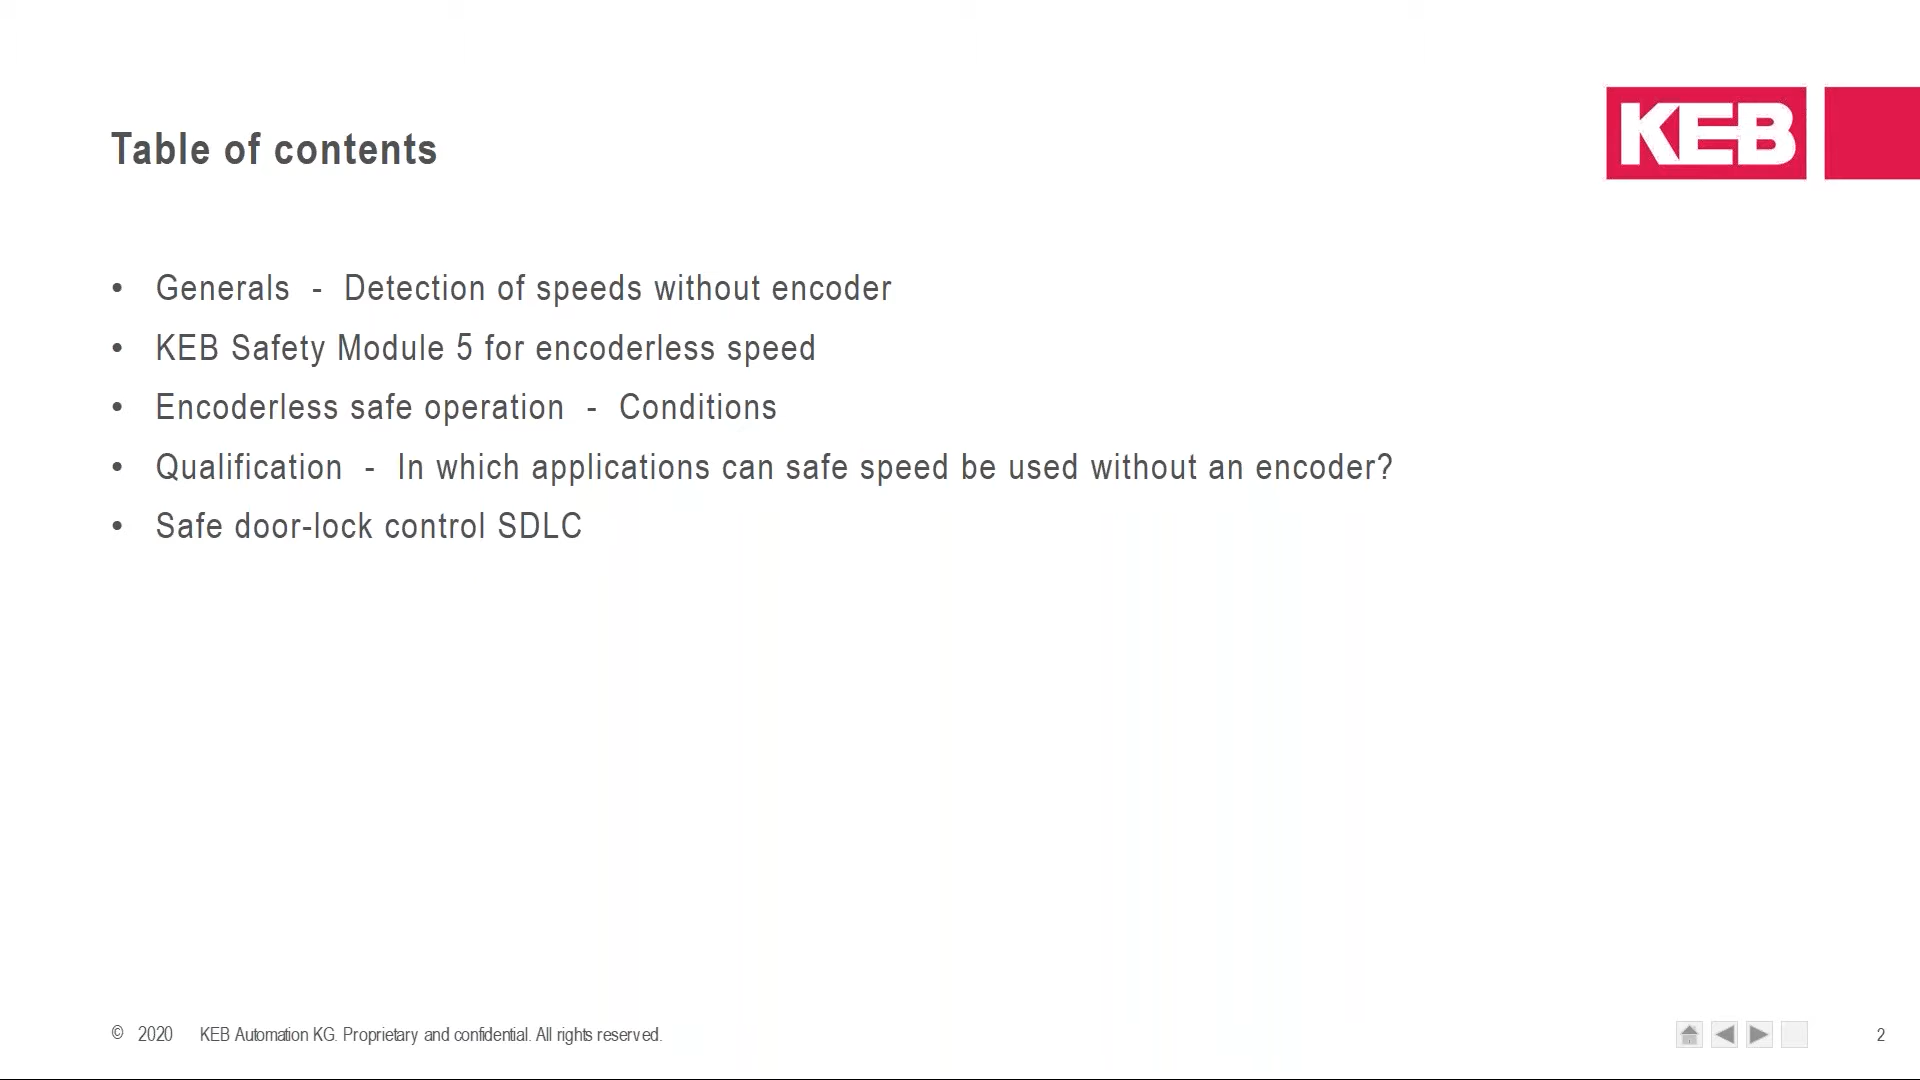 KEB
Table of contents
• Generals - Detection of speeds without encoder
• KEB Safety Module 5 for encoderless speed
• Encoderless safe operation - Conditions
• Qualification - In which applications can safe speed be used without an encoder?
• Safe door-lock control SDLC
© 2020 KEB Automation KG. Proprietary and confidential. All rights reserved.
2